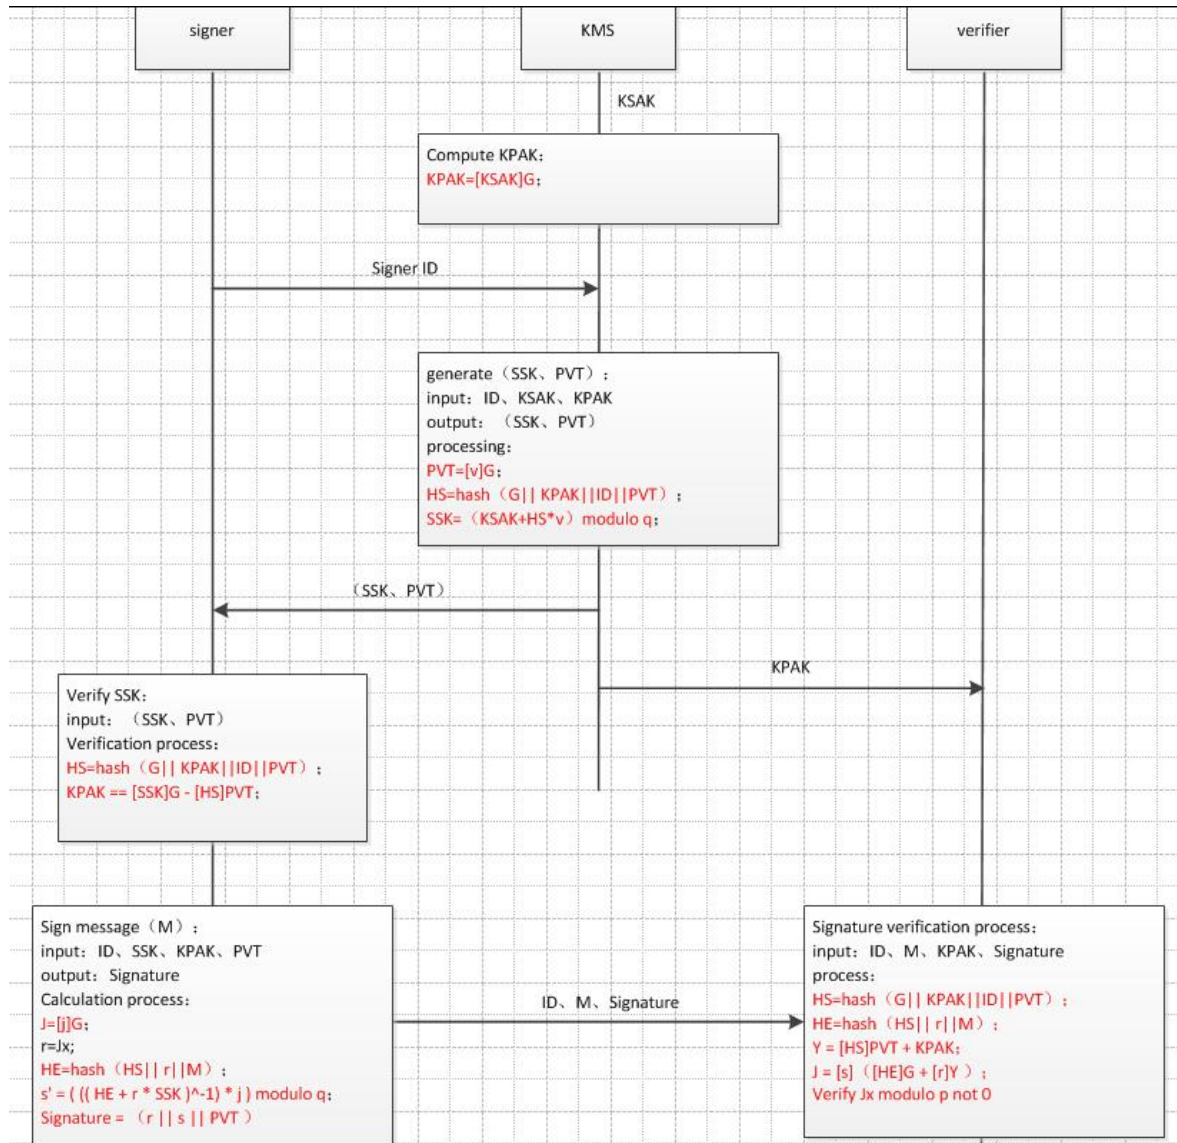 signer
KMS
verifier
KSAK
Compute KPAK：
KPAK=[KSAK]G；
Signer ID
generate（SSK、PVT）；
input：ID、KSAK、KPAK
output：（SSK、PVT）
processing：
PVT=[v]G；
HS=hash（G|| KPAK||ID||PVT）；
SSK=（KSAK+HS*v）modulo q；
（SSK、PVT）
KPAK
Verify SSK：
input：（SSK、PVT）
Verification process：
HS=hash（G|| KPAK||ID||PVT）；
KPAK == [SSK]G - [HS]PVT;
Sign message（M）；
input：ID、SSK、KPAK、PVT
output：Signature
Calculation process：
J=[j]G；
r=Jx;
HE=hash（HS|| r||M）；
s' = ( (( HE + r * SSK )^-1) * j ) modulo q;
Signature = （r || s || PVT ）
ID、M、Signature
Signature verification process：
input：ID、M、KPAK、Signature
process：
HS=hash（G|| KPAK||ID||PVT）；
HE=hash（HS|| r||M）；
Y = [HS]PVT + KPAK;
J = [s]（[HE]G + [r]Y ）；
Verify Jx modulo p not 0